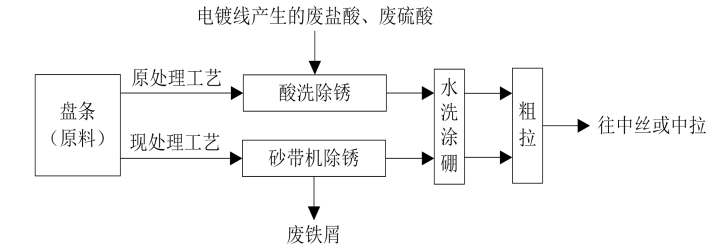 电镀线产生的废盐酸、废硫酸
原处理工艺
酸洗除锈
盘条
（原料）
水洗涂硼
粗拉
往中丝或中拉
现处理工艺
砂带机除锈
废铁屑